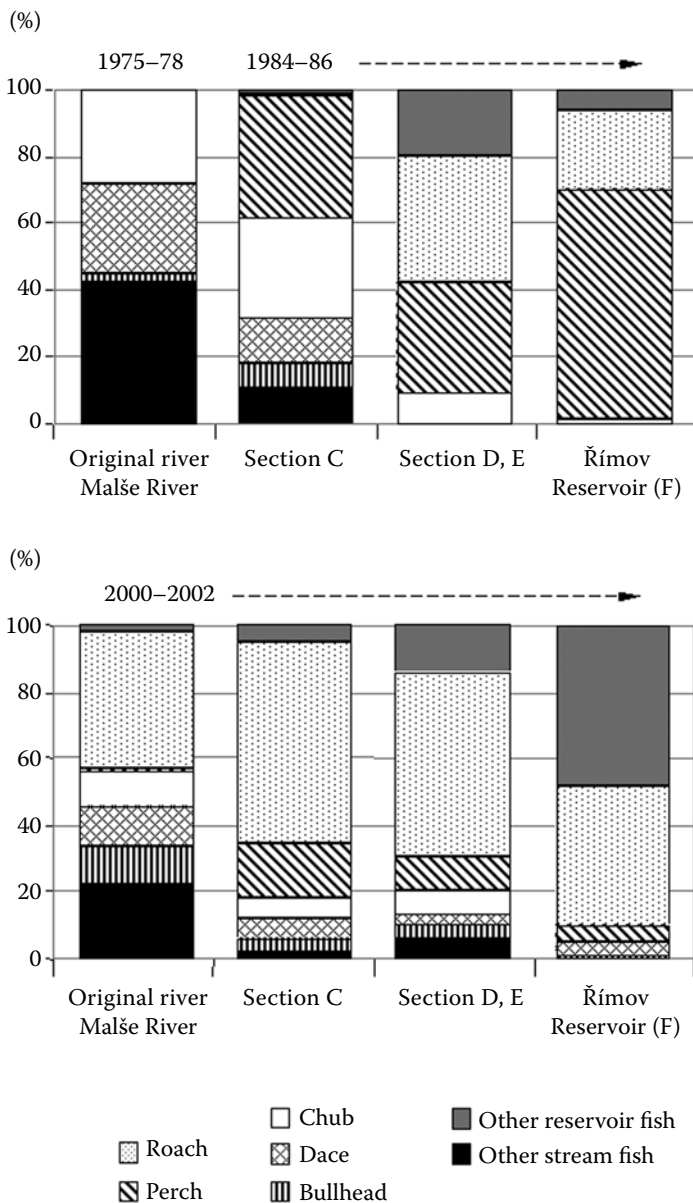 (%)
1975–78 1984–86
100
80
60
40
20
0
Original river Section C Section D, E Římov
Malše River Reservoir (F)
(%)
2000–2002
100
80
60
40
20
0
Original river Section C Section D, E Římov
Malše River Reservoir (F)
Chub Other reservoir fish
Roach Dace Other stream fish
Perch Bullhead